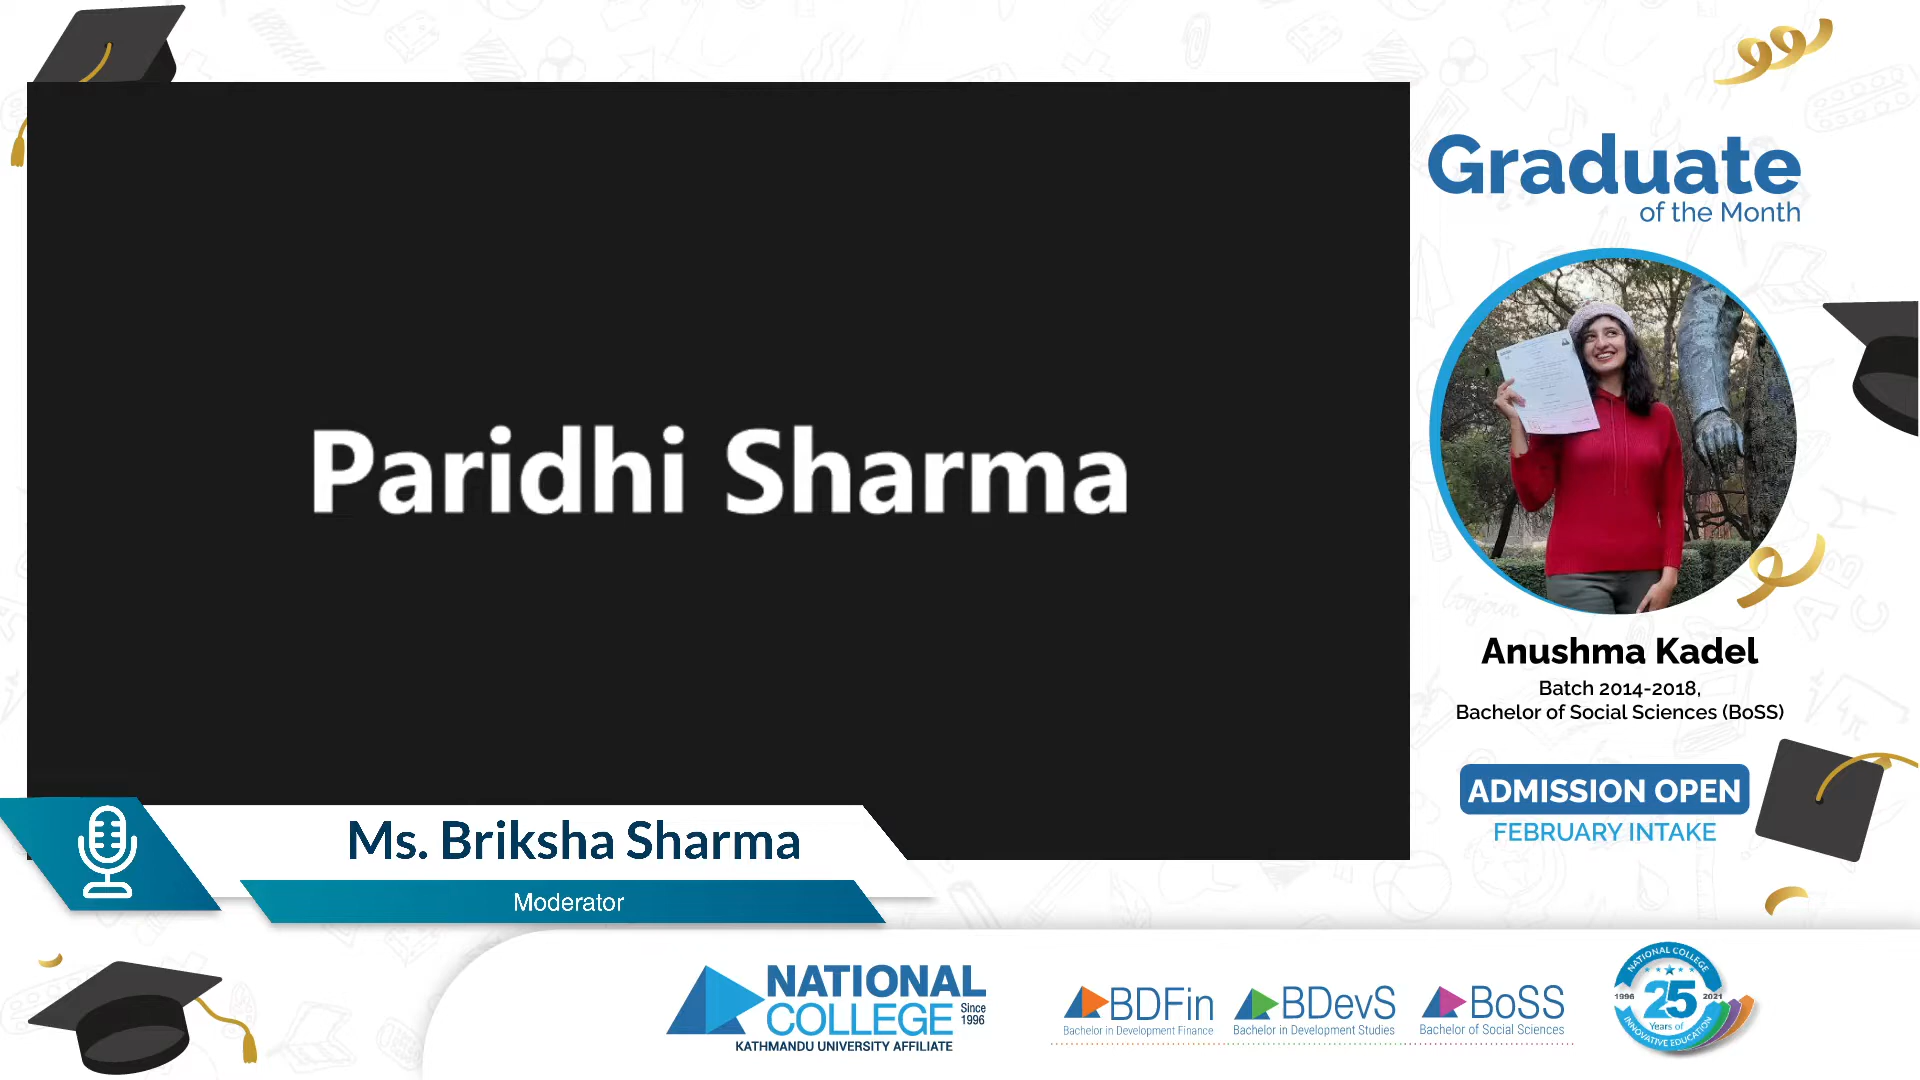 Graduate
of the Month
Paridhi Sharma
Anushma Kadel
Batch 2014-2018,
Bachelor of Social Sciences (BoSS)
ADMISSION OPEN
FEBRUARY INTAKE
Ms. Briksha Sharma
Moderator
NATIONAL
COLLEGE
Since
1996
KATHMANDU UNIVERSITY AFFILIATE
BDFin
Bachelor in Development Finance
BDevS
Bachelor in Development Studies
BoSS
Bachelor of Social Sciences
NATIONAL COLLEGE
1996
25
2021
Years of
INNOVATIVE EDUCATION
bonjour